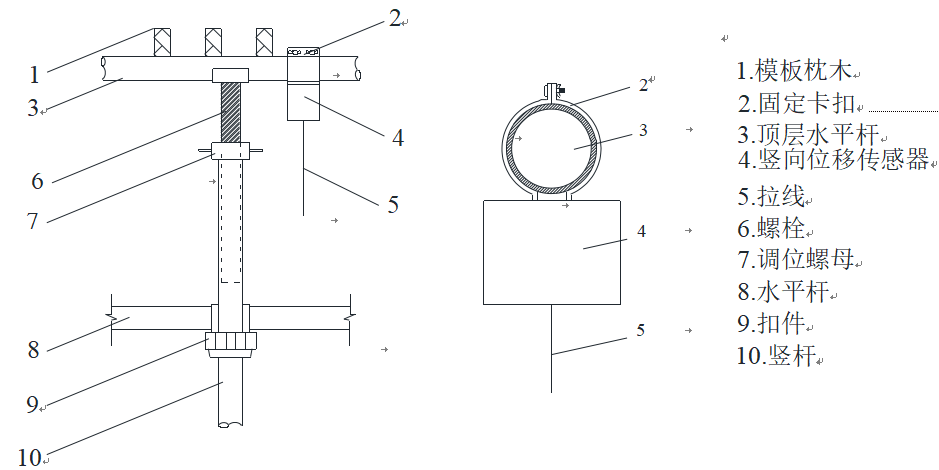 2
1
3
4
6
5
7
8
9
10
2
3
4
5
1.模板枕木
2.固定卡扣
3.顶层水平杆
4.竖向位移传感器
5.拉线
6.螺栓
7.调位螺母
8.水平杆
9.扣件
10.竖杆